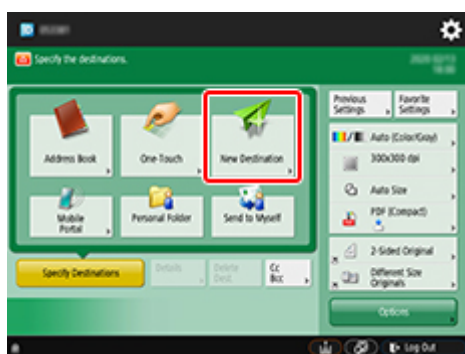 Specify the destinations.
Previous
Settings
Favorite
Settings
Address Book
One-Touch
New Destination
Auto (Color/Gray)
300x300 dpi
Auto Size
Mobile
Portal
Personal Folder
Send to Myself
PDF (Compact)
2-Sided Original
Different Size
Originals
Specify Destinations
Details
Delete
Dest.
Cc
Bcc
Options
Log Out